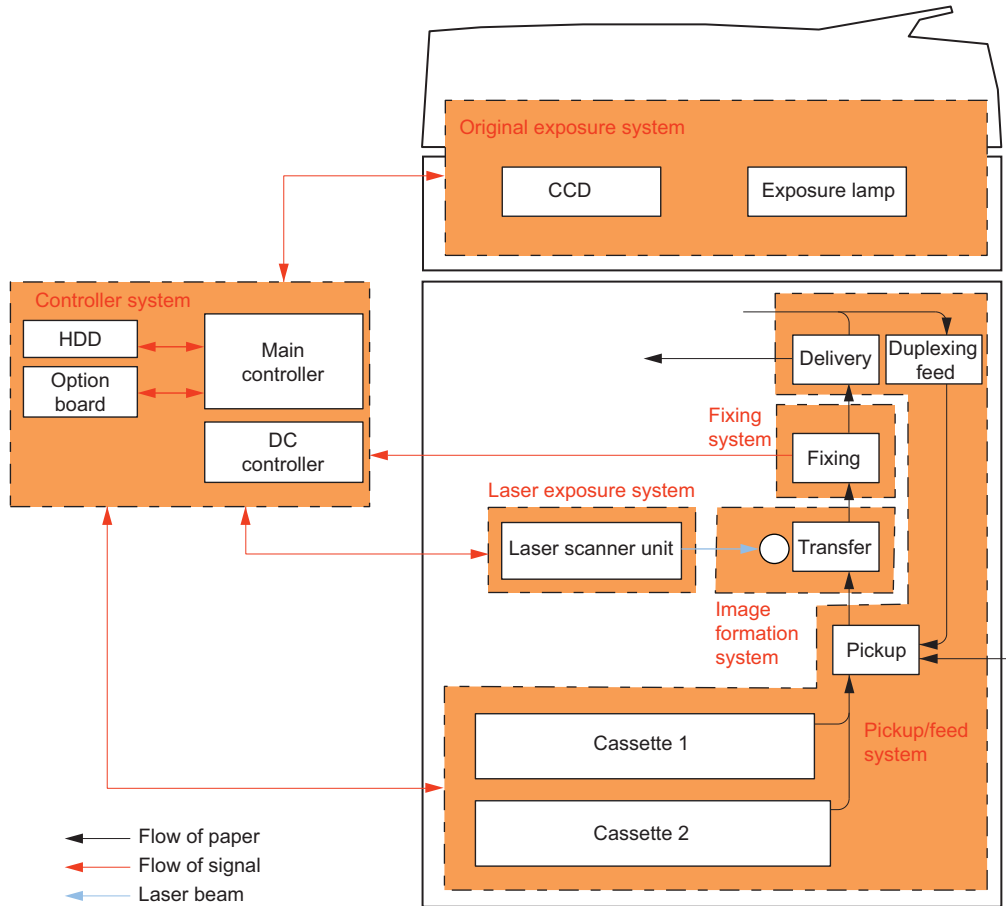 Original exposure system
CCD
Exposure lamp
Controller system
HDD
Option
board
Main
controller
DC
controller
Delivery
Duplexing
feed
Fixing
system
Fixing
Laser exposure system
Laser scanner unit
Transfer
Image
formation
system
Pickup
Cassette 1
Pickup/feed
system
Cassette 2
Flow of paper
Flow of signal
Laser beam